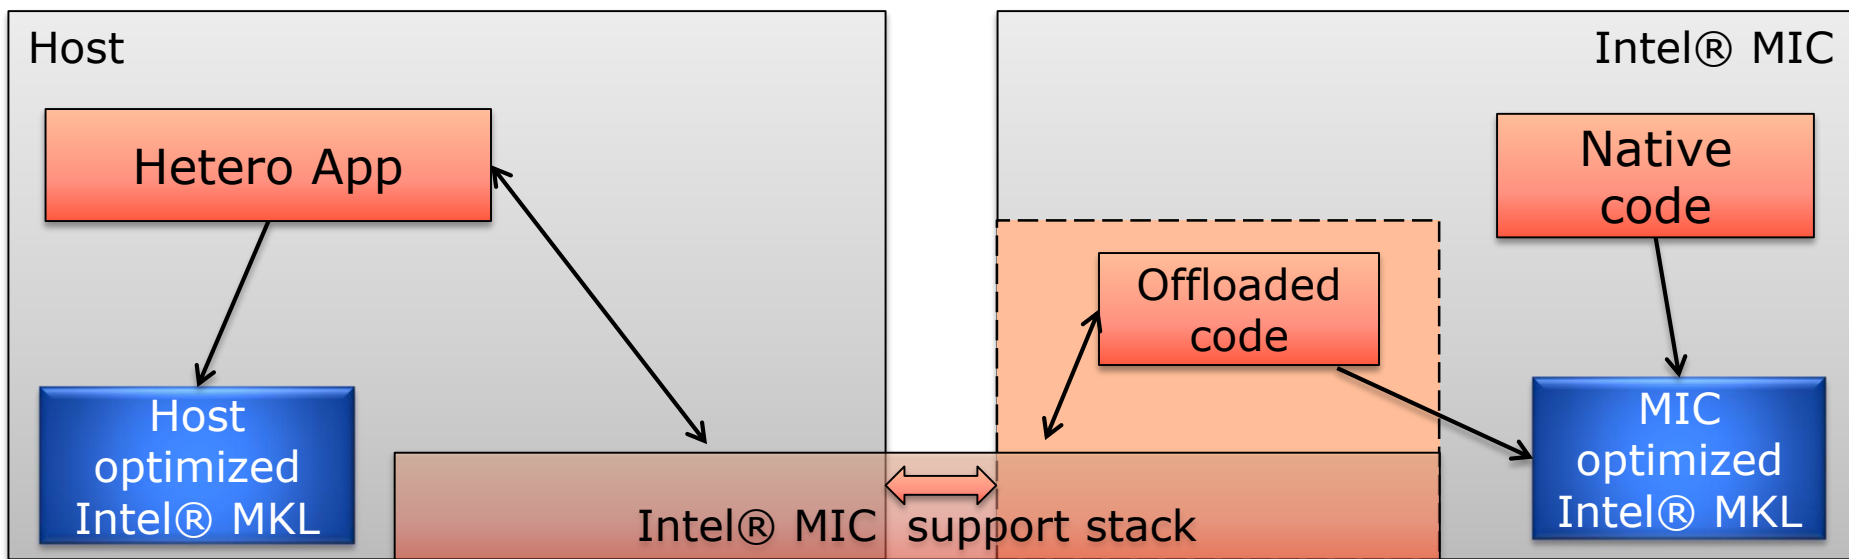 Host
Intel® MIC
Hetero App
Native
code
Offloaded
code
Host
optimized
Intel® MKL
MIC
optimized
Intel® MKL
Intel® MIC support stack